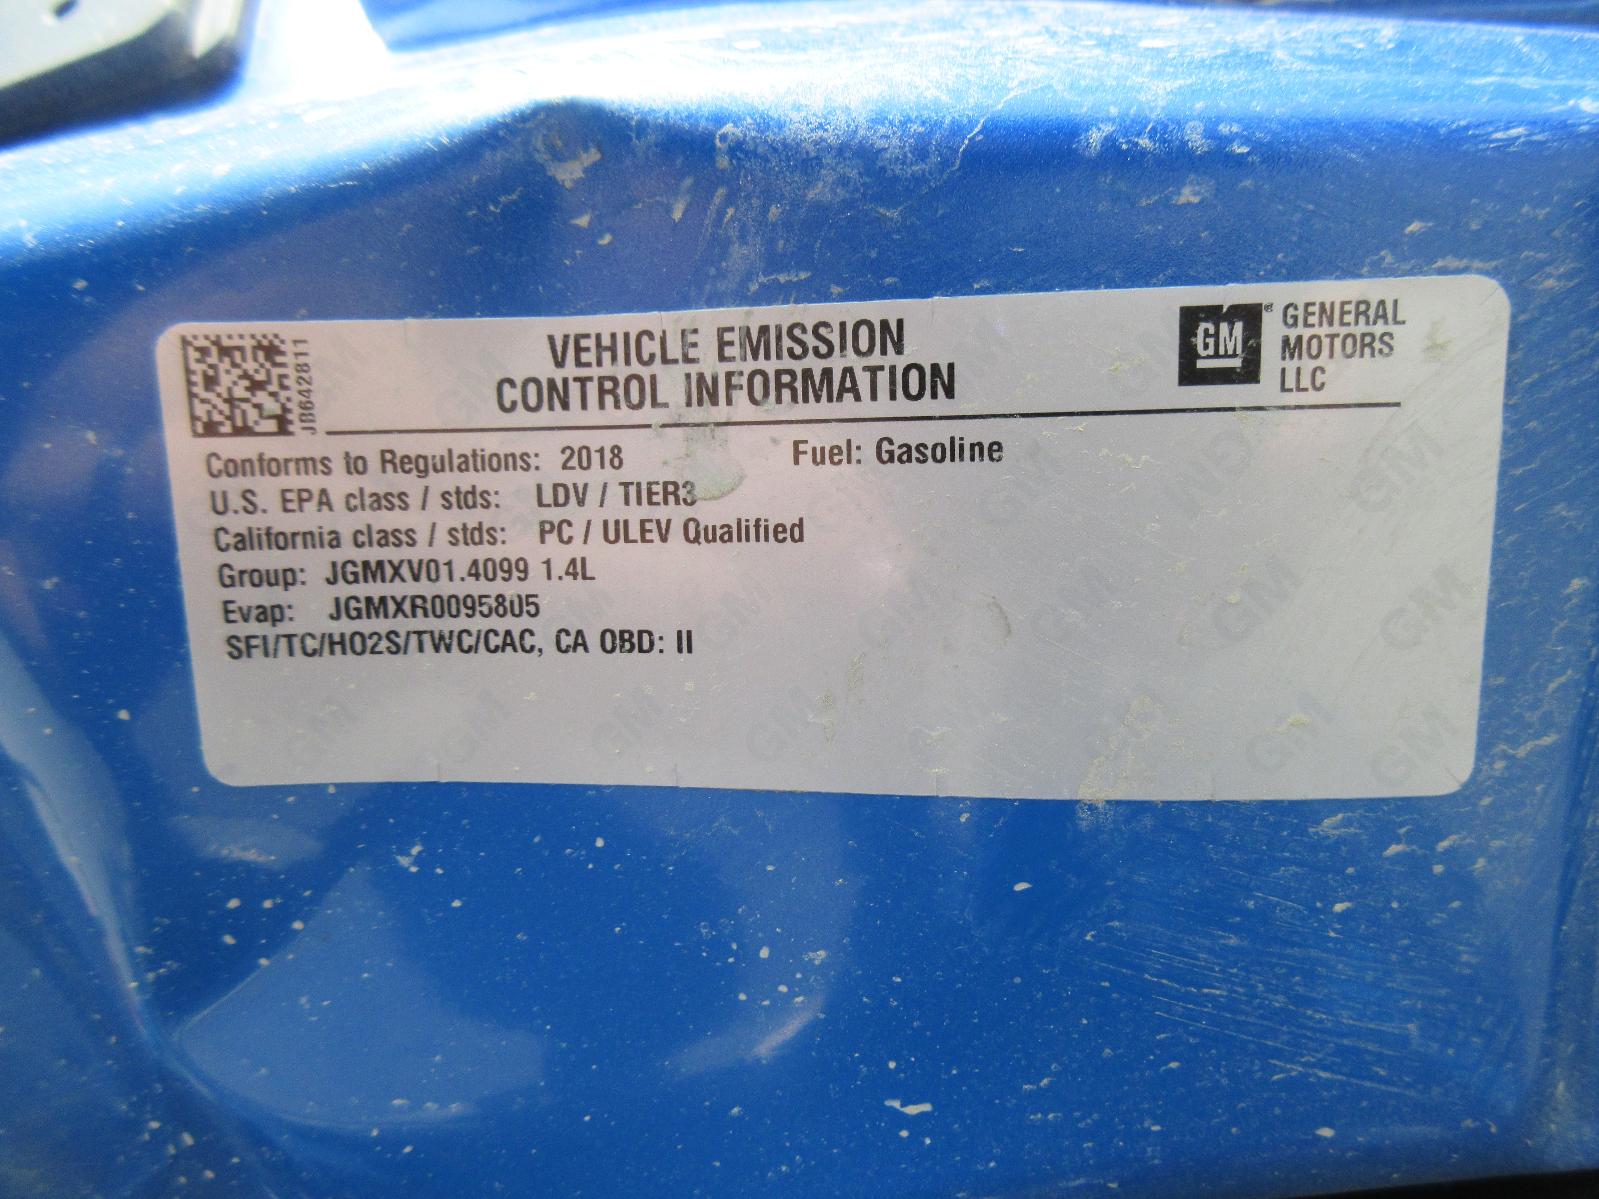 VEHICLE EMISSION
CONTROL INFORMATION
GM
GENERAL
MOTORS
LLC
JB642811
Conforms to Regulations: 2018 Fuel: Gasoline
U.S. EPA class / stds: LDV / TIER3
California class / stds: PC / ULEV Qualified
Group: JGMXV01.4099 1.4L
Evap: JGMXR0095805
SFI/TC/HO2S/TWC/CAC, CA OBD: II